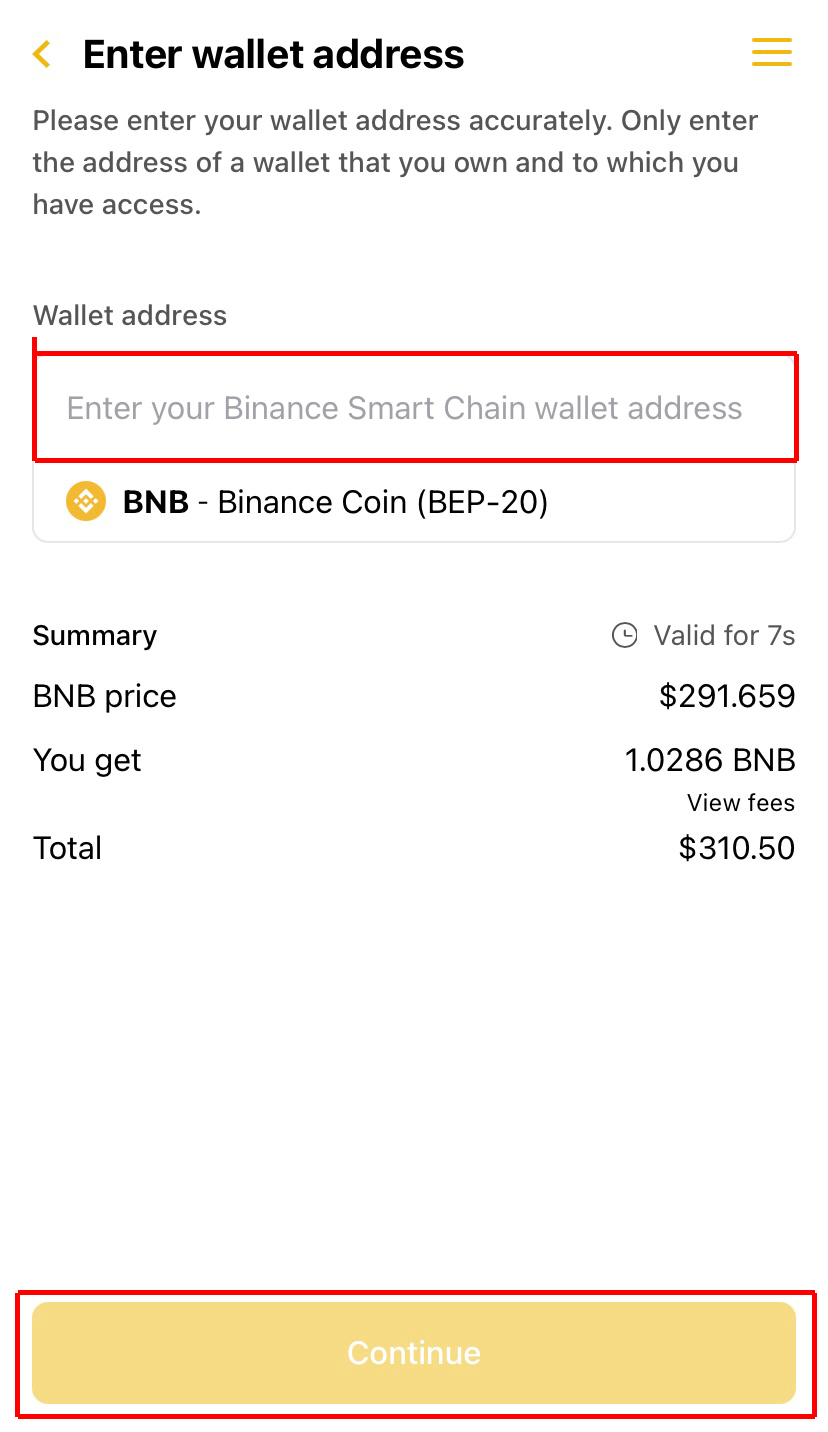 Enter wallet address
Please enter your wallet address accurately. Only enter
the address of a wallet that you own and to which you
have access.
Wallet address
Enter your Binance Smart Chain wallet address
BNB - Binance Coin (BEP-20)
Summary Valid for 7s
BNB price $291.659
You get 1.0286 BNB
View fees
Total $310.50
Continue